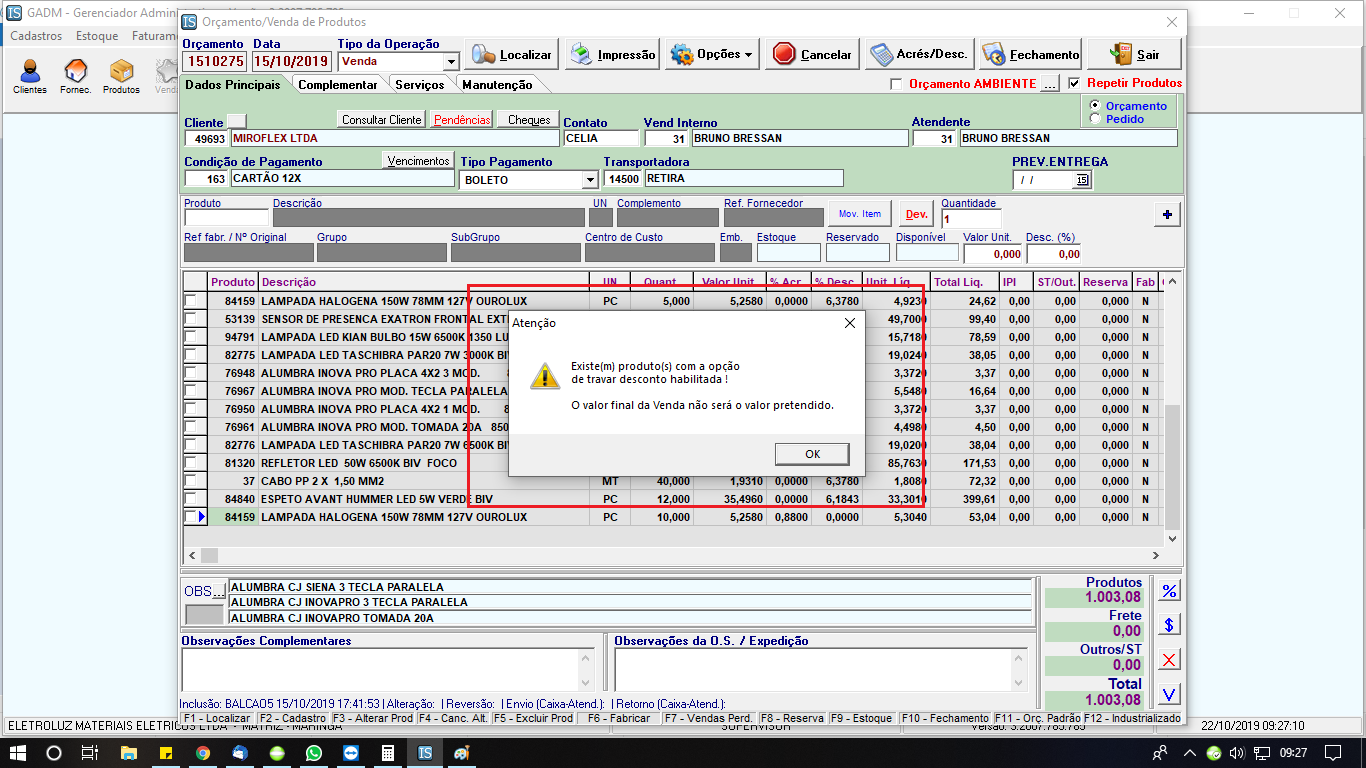 GADM - Gerenciador Admini
Orçamento/Venda de Produtos
Cadastros Estoque Faturam
Clientes Fornec. Produtos Vend
Orçamento Data Tipo da Operação
1510275 15/10/2019 Venda
Localizar Impressão Opções Cancelar Acrés/Desc. Fechamento Sair
Dados Principais Complementar Serviços Manutenção
Orçamento AMBIENTE ... Repetir Produtos
Orçamento
Pedido
Cliente Consultar Cliente Pendências Cheques Contato Vend Interno Atendente
49693 MIROFLEX LTDA CELIA 31 BRUNO BRESSAN 31 BRUNO BRESSAN
Condição de Pagamento Vencimentos Tipo Pagamento Transportadora PREV.ENTREGA
163 CARTÃO 12X BOLETO 14500 RETIRA / / 15
Produto Descrição UN Complemento Ref. Fornecedor Mov. Item Dev. Quantidade
1
Ref fabr. / Nº Original Grupo SubGrupo Centro de Custo Emb. Estoque Reservado Disponível Valor Unit. Desc. (%)
0,000 0,00
Produto Descrição UN Quant. Valor Unit. % Acr. % Desc. Unit. Líq. Total Liq. IPI ST/Out. Reserva Fab
84159 LAMPADA HALOGENA 150W 78MM 127V OUROLUX PC 5,000 5,2580 0,0000 6,3780 4,9230 24,62 0,00 0,00 0,000 N
53139 SENSOR DE PRESENCA EXATRON FRONTAL EXT 49,7000 99,40 0,00 0,00 0,000 N
94791 LAMPADA LED KIAN BULBO 15W 6500K 1350 LU 15,7180 78,59 0,00 0,00 0,000 N
82775 LAMPADA LED TASCHIBRA PAR20 7W 3000K BIV 19,0240 38,05 0,00 0,00 0,000 N
76948 ALUMBRA INOVA PRO PLACA 4X2 3 MOD. 8 3,3720 3,37 0,00 0,00 0,000 N
76967 ALUMBRA INOVA PRO MOD. TECLA PARALELA 5,5480 16,64 0,00 0,00 0,000 N
76950 ALUMBRA INOVA PRO PLACA 4X2 1 MOD. 8 3,3720 3,37 0,00 0,00 0,000 N
76961 ALUMBRA INOVA PRO MOD. TOMADA 20A 850 4,4980 4,50 0,00 0,00 0,000 N
82776 LAMPADA LED TASCHIBRA PAR20 7W 6500K BIV 19,0200 38,04 0,00 0,00 0,000 N
81320 REFLETOR LED 50W 6500K BIV FOCO 85,7630 171,53 0,00 0,00 0,000 N
37 CABO PP 2 X 1,50 MM2 MT 40,000 1,9310 0,0000 6,3780 1,8080 72,32 0,00 0,00 0,000 N
84840 ESPETO AVANT HUMMER LED 5W VERDE BIV PC 12,000 35,4960 0,0000 6,1843 33,3010 399,61 0,00 0,00 0,000 N
84159 LAMPADA HALOGENA 150W 78MM 127V OUROLUX PC 10,000 5,2580 0,8800 0,0000 5,3040 53,04 0,00 0,00 0,000 N
Atenção
Existe(m) produto(s) com a opção
de travar desconto habilitada !
O valor final da Venda não será o valor pretendido.
OK
OBS...
ALUMBRA CJ SIENA 3 TECLA PARALELA
ALUMBRA CJ INOVAPRO 3 TECLA PARALELA
ALUMBRA CJ INOVAPRO TOMADA 20A
Produtos
1.003,08
Frete
0,00
Outros/ST
0,00
Total
1.003,08
%
$
X
V
Observações Complementares Observações da O.S. / Expedição
Inclusão: BALCAO5 15/10/2019 17:41:53 | Alteração: | Reversão: | Envio (Caixa-Atend.): | Retorno (Caixa-Atend.):
F1 - Localizar F2 - Cadastro F3 - Alterar Prod F4 - Canc. Alt. F5 - Excluir Prod F6 - Fabricar F7 - Vendas Perd. F8 - Reserva F9 - Estoque F10 - Fechamento F11 - Orç. Padrão F12 - Industrializado
ELETROLUZ MATERIAIS ELETRICOS LTDA - MATRIZ - MARINGA SUPERVISOR Versão: 3.2007.785.785 22/10/2019 09:27:10
09:27